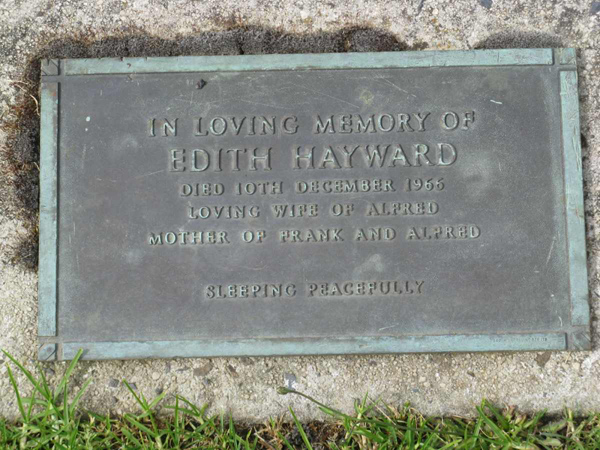 IN LOVING MEMORY OF
EDITH HAYWARD
DIED 10TH DECEMBER 1966
LOVING WIFE OF ALFRED
MOTHER OF FRANK AND ALFRED
SLEEPING PEACEFULLY